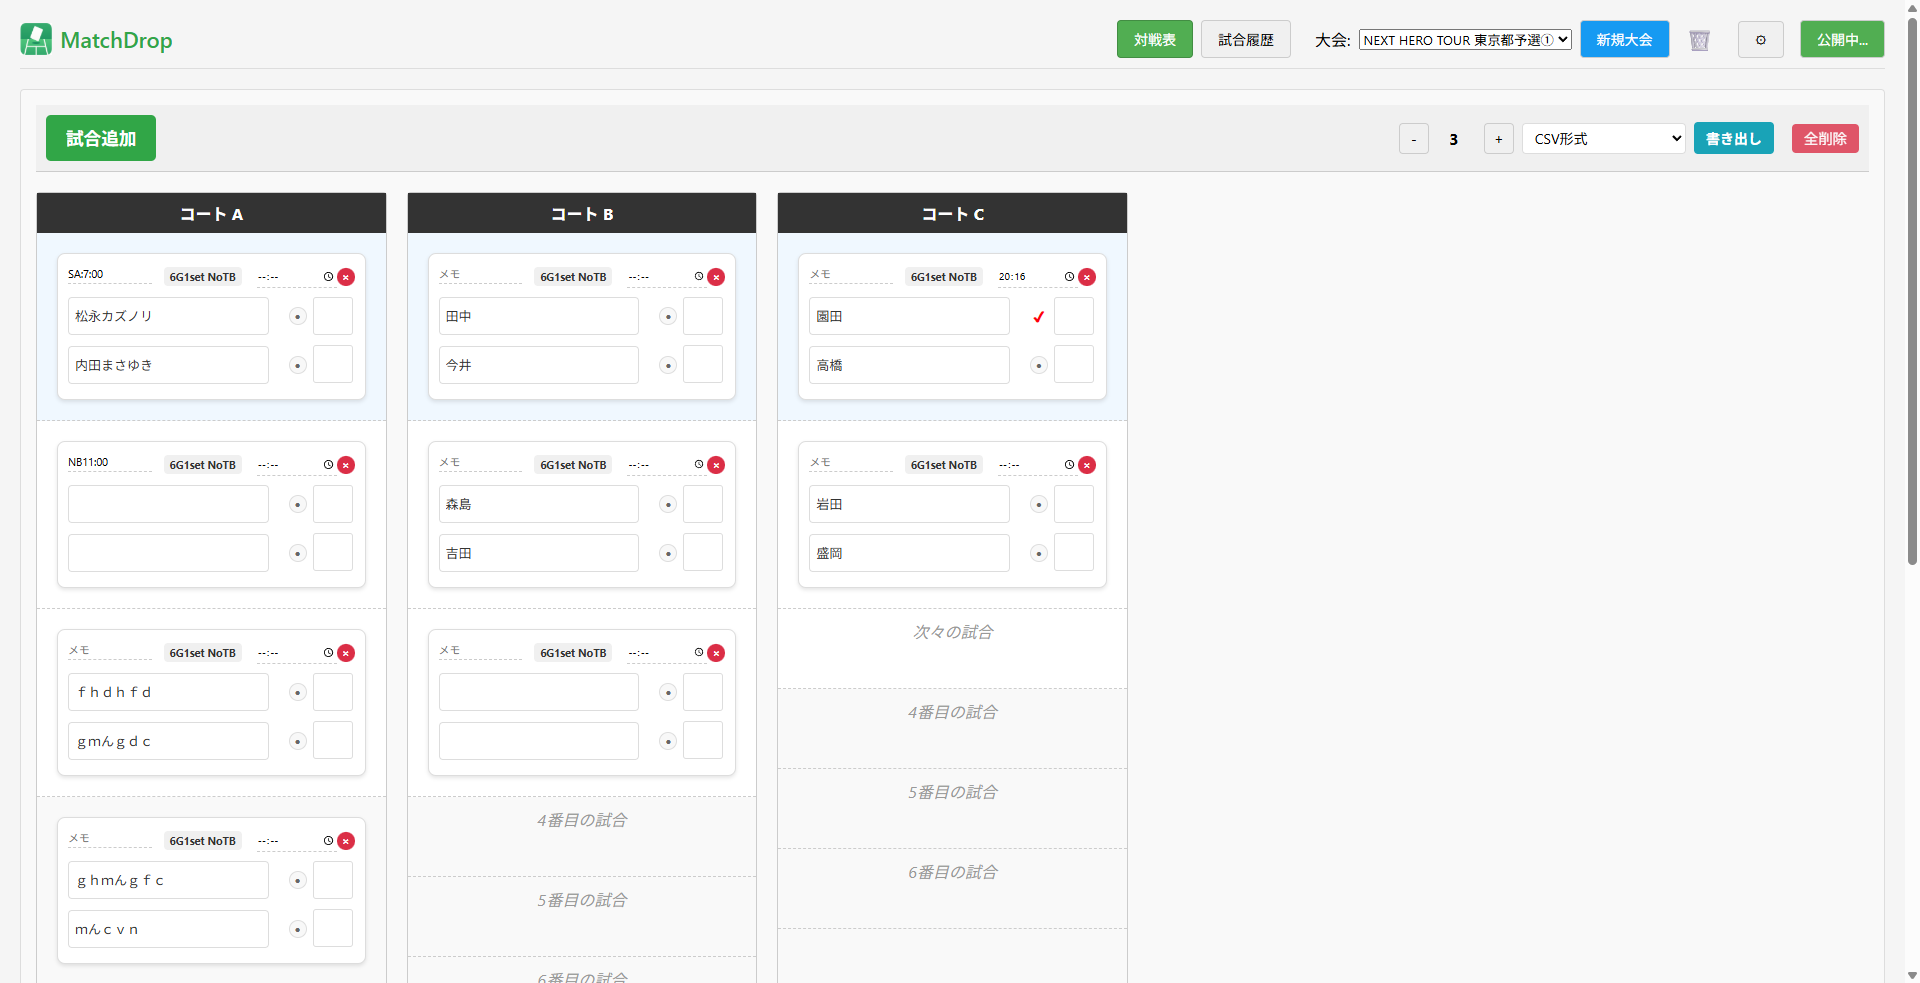 MatchDrop
対戦表 試合履歴 大会: NEXT HERO TOUR 東京都予選① 新規大会 公開中...
試合追加
- 3 + CSV形式 書き出し 全削除
コート A
SA:7:00 6G1set NoTB --:--
松永カズノリ
内田まさゆき
NB11:00 6G1set NoTB --:--
メモ 6G1set NoTB --:--
ｆｈｄｈｆｄ
ｇｍんｇｄｃ
メモ 6G1set NoTB --:--
ｇｈｍんｇｆｃ
ｍんｃｖｎ
コート B
メモ 6G1set NoTB --:--
田中
今井
メモ 6G1set NoTB --:--
森島
吉田
メモ 6G1set NoTB --:--
4番目の試合
5番目の試合
6番目の試合
コート C
メモ 6G1set NoTB 20:16
園田
高橋
メモ 6G1set NoTB --:--
岩田
盛岡
次々の試合
4番目の試合
5番目の試合
6番目の試合